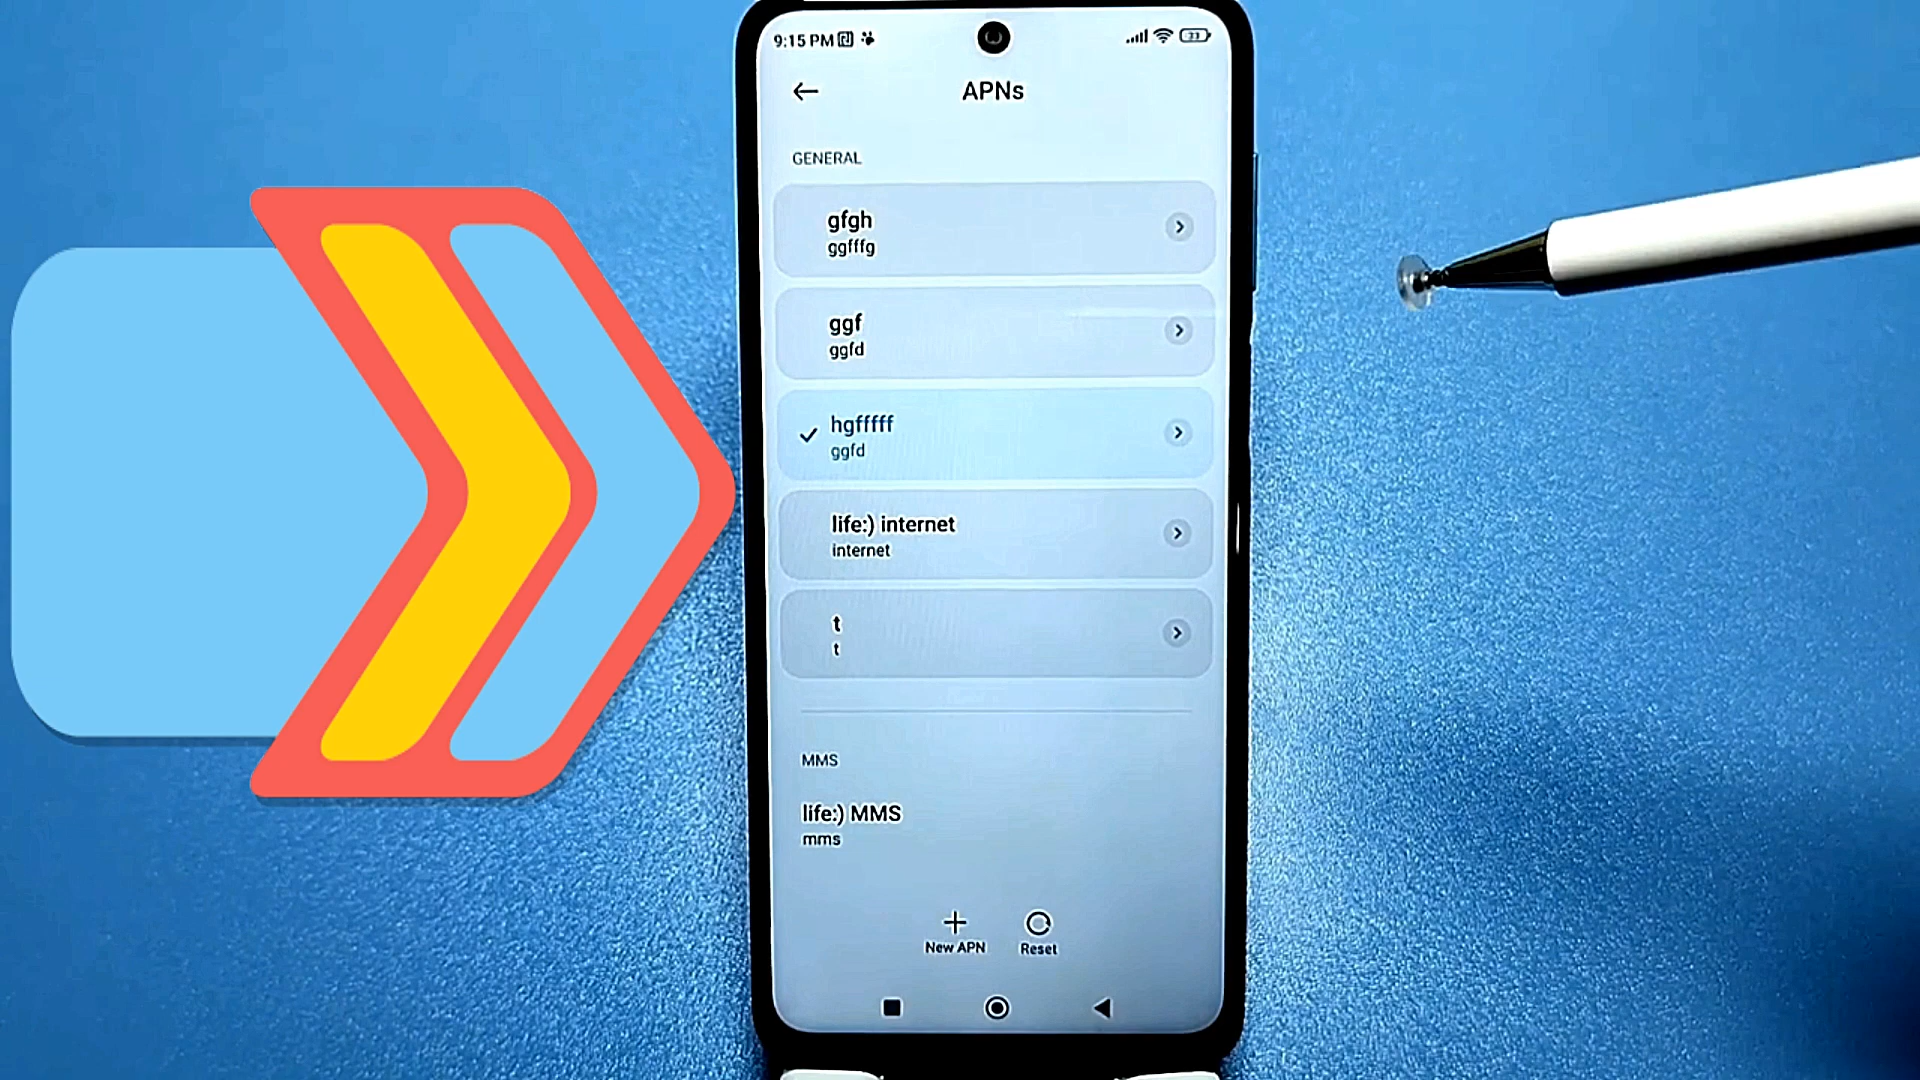 9:15 PM
23
APNs
GENERAL
gfgh
ggfffg
ggf
ggfd
hgfffff
ggfd
life:) internet
internet
t
t
MMS
life:) MMS
mms
New APN
Reset